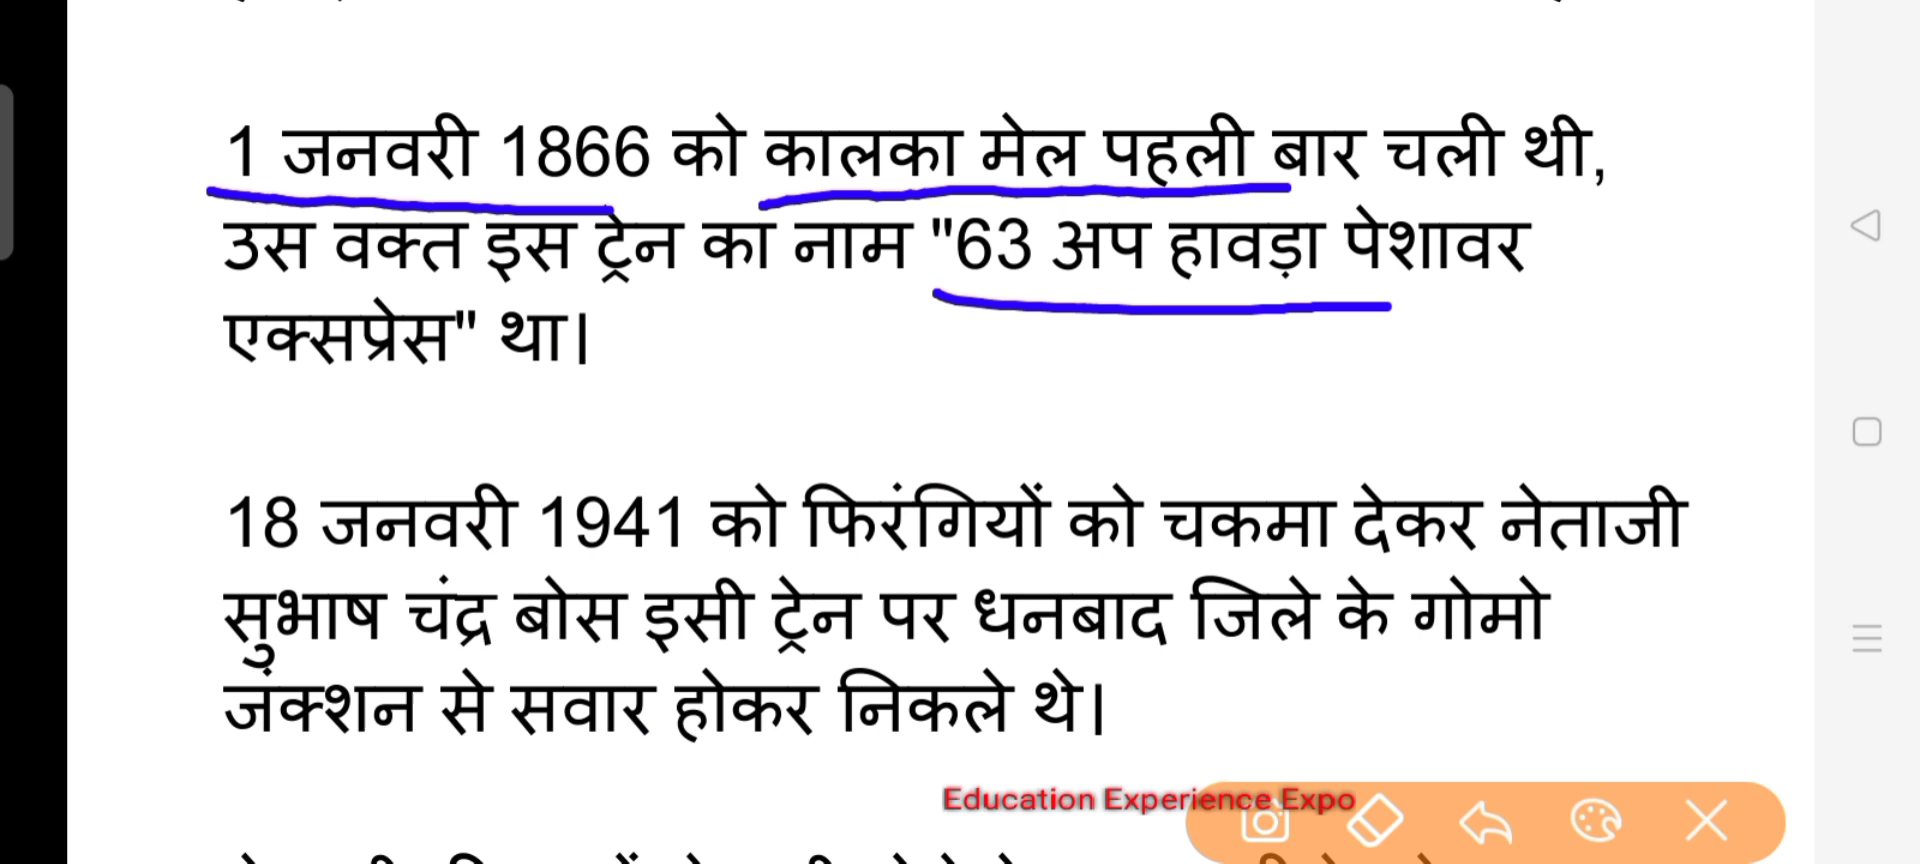 1 जनवरी 1866 को कालका मेल पहली बार चली थी,
उस वक्त इस ट्रेन का नाम "63 अप हावड़ा पेशावर
एक्सप्रेस" था।
18 जनवरी 1941 को फिरंगियों को चकमा देकर नेताजी
सुभाष चंद्र बोस इसी ट्रेन पर धनबाद जिले के गोमो
जंक्शन से सवार होकर निकले थे।
Education Experience Expo